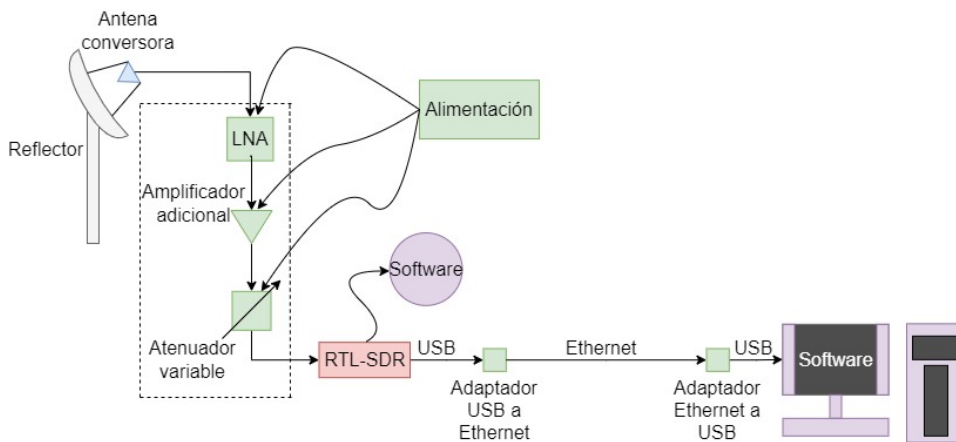 Antena
conversora
Reflector
LNA
Alimentación
Amplificador
adicional
Software
Atenuador
variable
RTL-SDR
USB
Adaptador
USB a
Ethernet
Ethernet
Adaptador
Ethernet a
USB
USB
Software